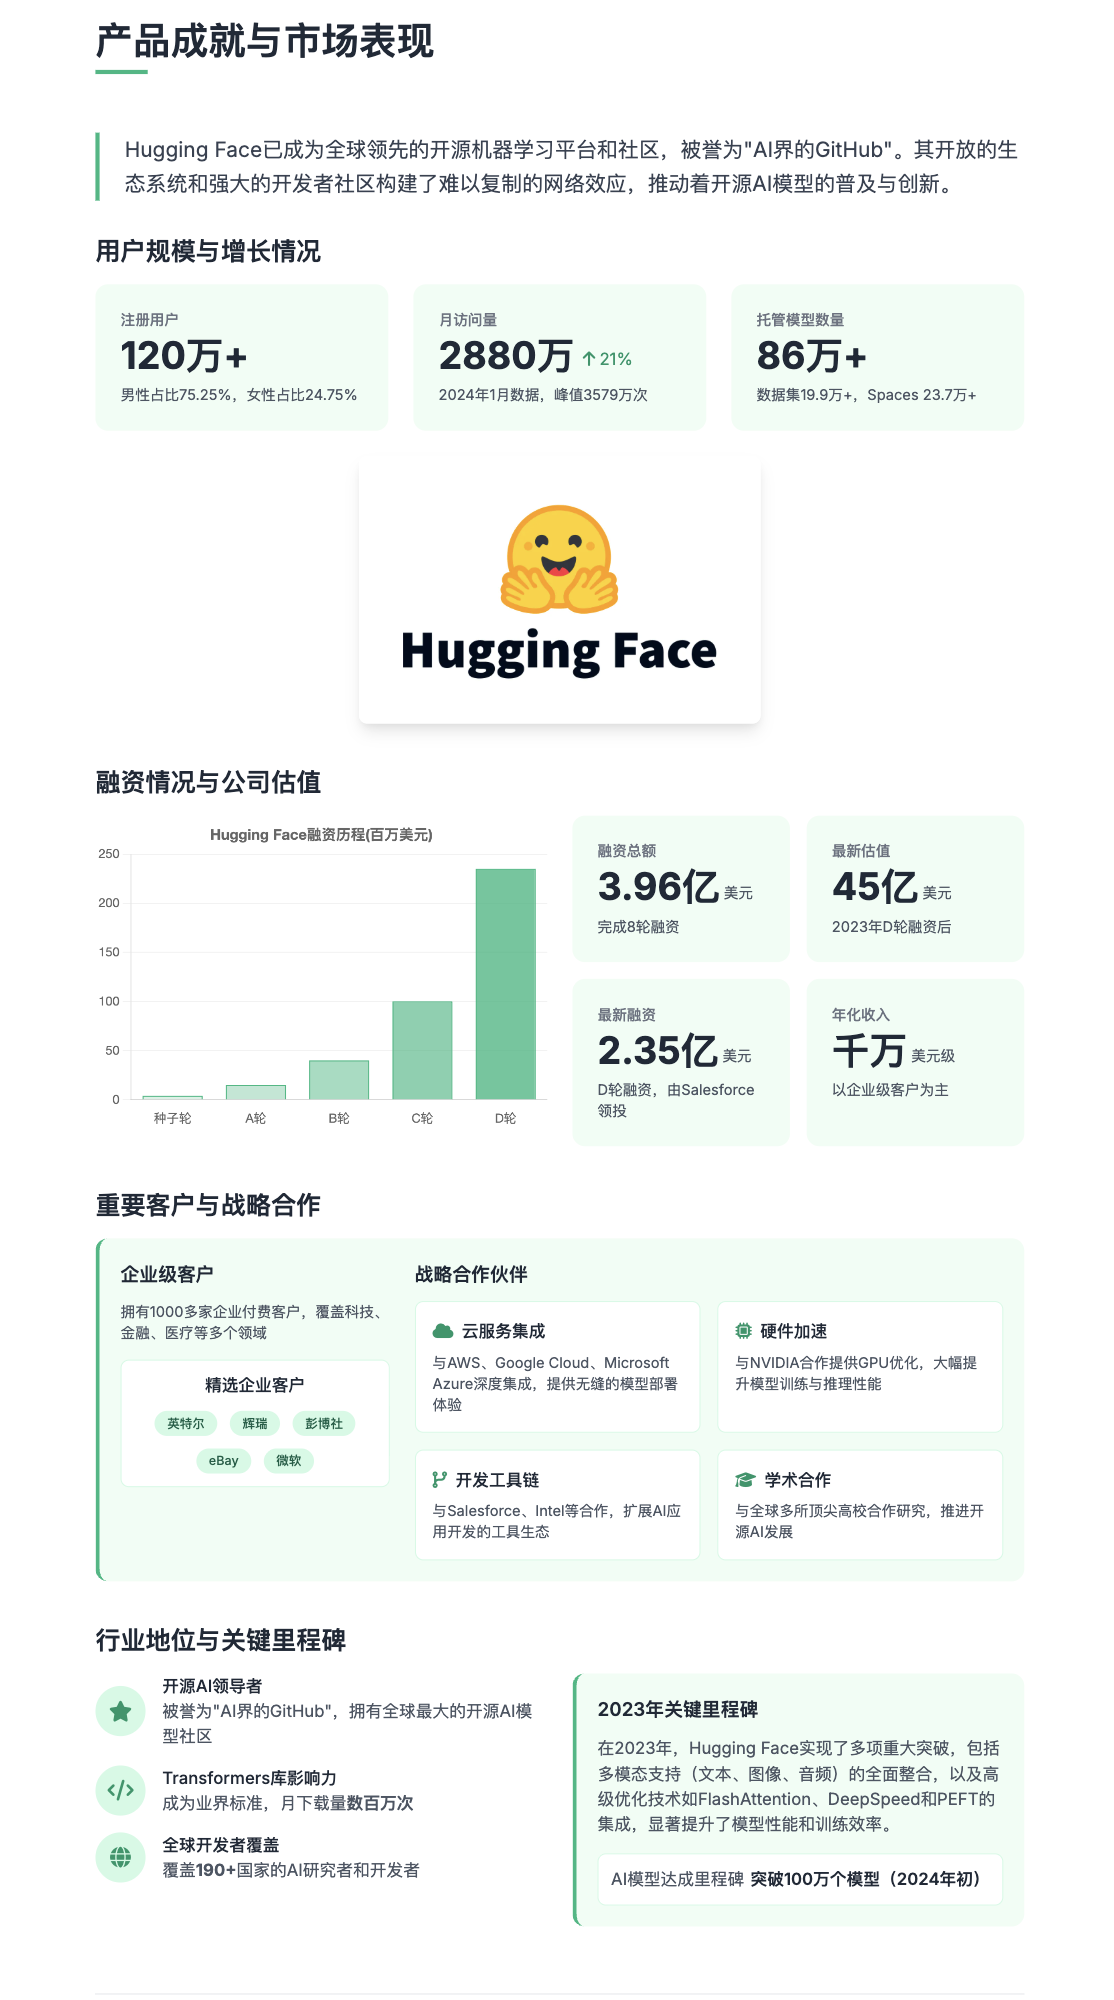 产品成就与市场表现
Hugging Face已成为全球领先的开源机器学习平台和社区，被誉为"AI界的GitHub"。其开放的生
态系统和强大的开发者社区构建了难以复制的网络效应，推动着开源AI模型的普及与创新。
用户规模与增长情况
注册用户
120万+
男性占比75.25%，女性占比24.75%
月访问量
2880万 21%
2024年1月数据，峰值3579万次
托管模型数量
86万+
数据集19.9万+，Spaces 23.7万+
Hugging Face
融资情况与公司估值
Hugging Face融资历程(百万美元)
250
200
150
100
50
0
种子轮 A轮 B轮 C轮 D轮
融资总额
3.96亿 美元
完成8轮融资
最新估值
45亿 美元
2023年D轮融资后
最新融资
2.35亿 美元
D轮融资，由Salesforce
领投
年化收入
千万 美元级
以企业级客户为主
重要客户与战略合作
企业级客户
拥有1000多家企业付费客户，覆盖科技、
金融、医疗等多个领域
精选企业客户
英特尔 辉瑞 彭博社
eBay 微软
战略合作伙伴
云服务集成
与AWS、Google Cloud、Microsoft
Azure深度集成，提供无缝的模型部署
体验
硬件加速
与NVIDIA合作提供GPU优化，大幅提
升模型训练与推理性能
开发工具链
与Salesforce、Intel等合作，扩展AI应
用开发的工具生态
学术合作
与全球多所顶尖高校合作研究，推进开
源AI发展
行业地位与关键里程碑
开源AI领导者
被誉为"AI界的GitHub"，拥有全球最大的开源AI模
型社区
Transformers库影响力
成为业界标准，月下载量数百万次
全球开发者覆盖
覆盖190+国家的AI研究者和开发者
2023年关键里程碑
在2023年，Hugging Face实现了多项重大突破，包括
多模态支持（文本、图像、音频）的全面整合，以及高
级优化技术如FlashAttention、DeepSpeed和PEFT的
集成，显著提升了模型性能和训练效率。
AI模型达成里程碑 突破100万个模型（2024年初）